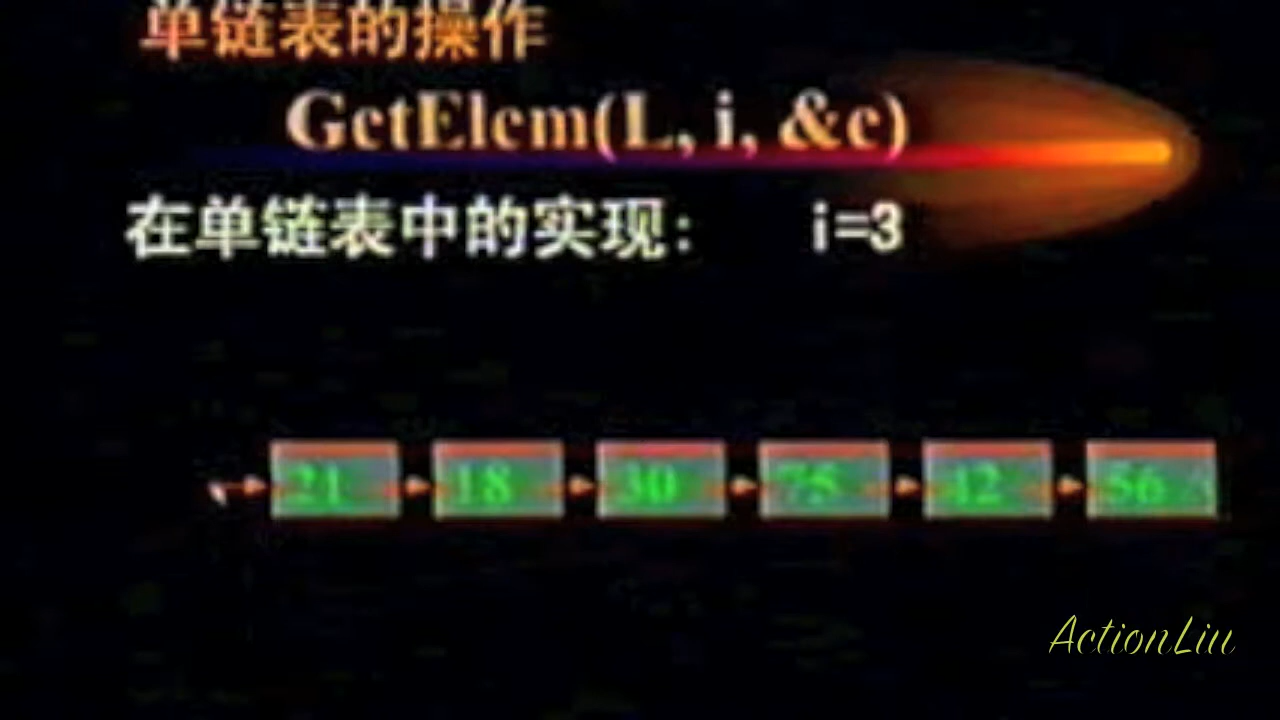 单链表的操作
GetElem(L, i, &e)
在单链表中的实现: i=3
21 18 30 75 42 56
ActionLiu